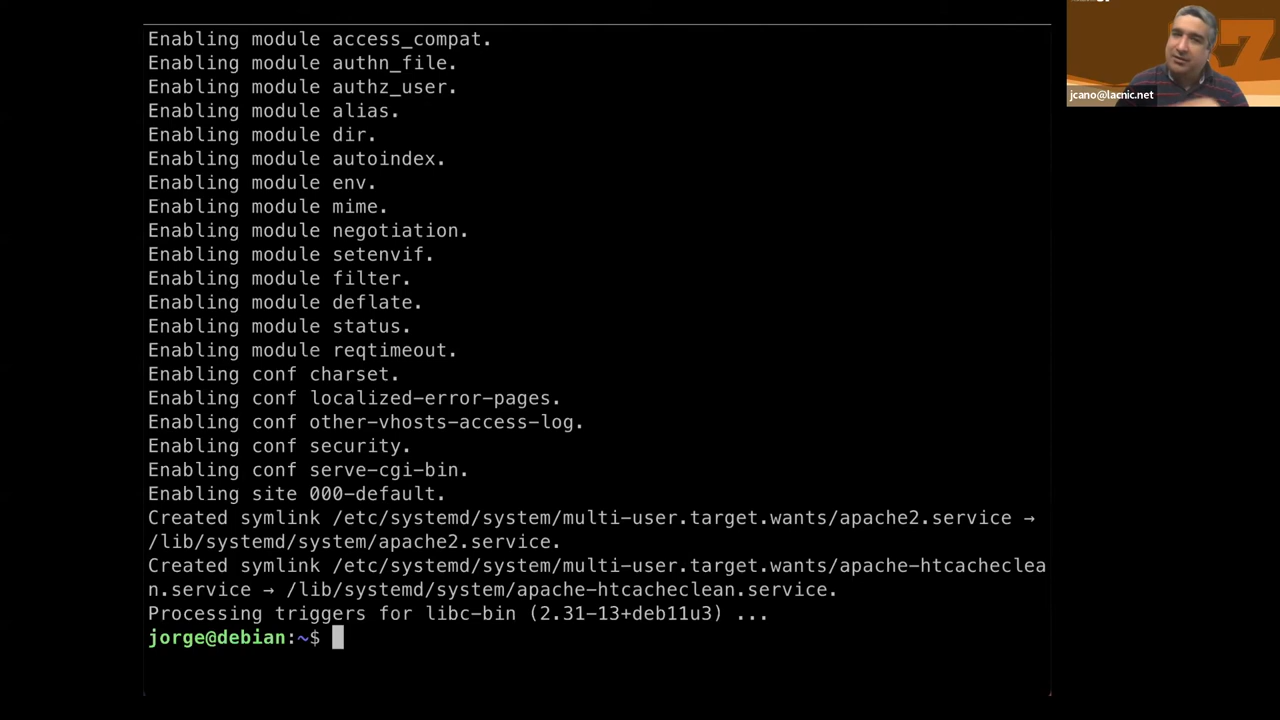 Enabling module access_compat.
Enabling module authn_file.
Enabling module authz_user.
Enabling module alias.
Enabling module dir.
Enabling module autoindex.
Enabling module env.
Enabling module mime.
Enabling module negotiation.
Enabling module setenvif.
Enabling module filter.
Enabling module deflate.
Enabling module status.
Enabling module reqtimeout.
Enabling conf charset.
Enabling conf localized-error-pages.
Enabling conf other-vhosts-access-log.
Enabling conf security.
Enabling conf serve-cgi-bin.
Enabling site 000-default.
Created symlink /etc/systemd/system/multi-user.target.wants/apache2.service →
/lib/systemd/system/apache2.service.
Created symlink /etc/systemd/system/multi-user.target.wants/apache-htcacheclea
n.service → /lib/systemd/system/apache-htcacheclean.service.
Processing triggers for libc-bin (2.31-13+deb11u3) ...
jorge@debian:~$
7
jcano@lacnic.net